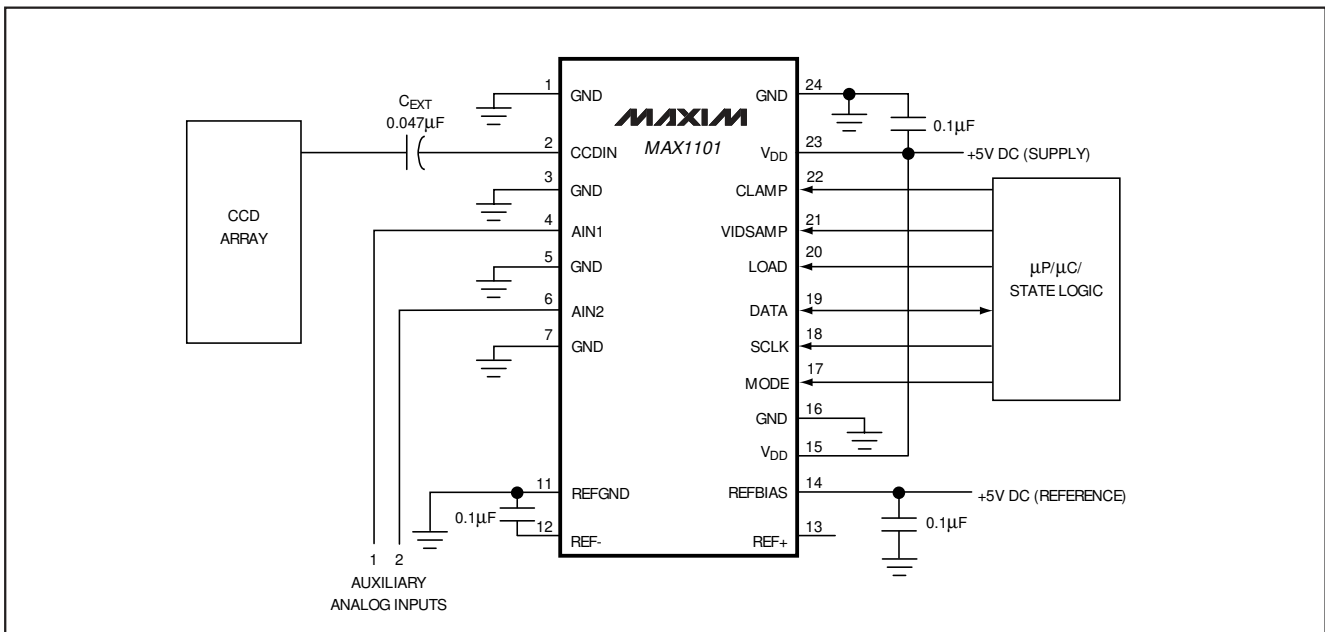 CCD
ARRAY
C_EXT
0.047µF
MAXIM
MAX1101
1
GND
2
CCDIN
3
GND
4
AIN1
5
GND
6
AIN2
7
GND
11
REFGND
0.1µF
12
REF-
1 2
AUXILIARY
ANALOG INPUTS
24
GND
0.1µF
23
V_DD
+5V DC (SUPPLY)
22
CLAMP
21
VIDSAMP
20
LOAD
19
DATA
18
SCLK
17
MODE
16
GND
15
V_DD
14
REFBIAS
+5V DC (REFERENCE)
0.1µF
13
REF+
µP/µC/
STATE LOGIC